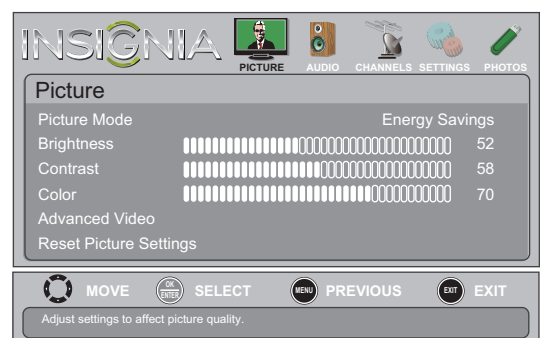 INSIGNIA
PICTURE AUDIO CHANNELS SETTINGS PHOTOS
Picture
Picture Mode Energy Savings
Brightness 52
Contrast 58
Color 70
Advanced Video
Reset Picture Settings
MOVE OK ENTER SELECT MENU PREVIOUS EXIT EXIT
Adjust settings to affect picture quality.